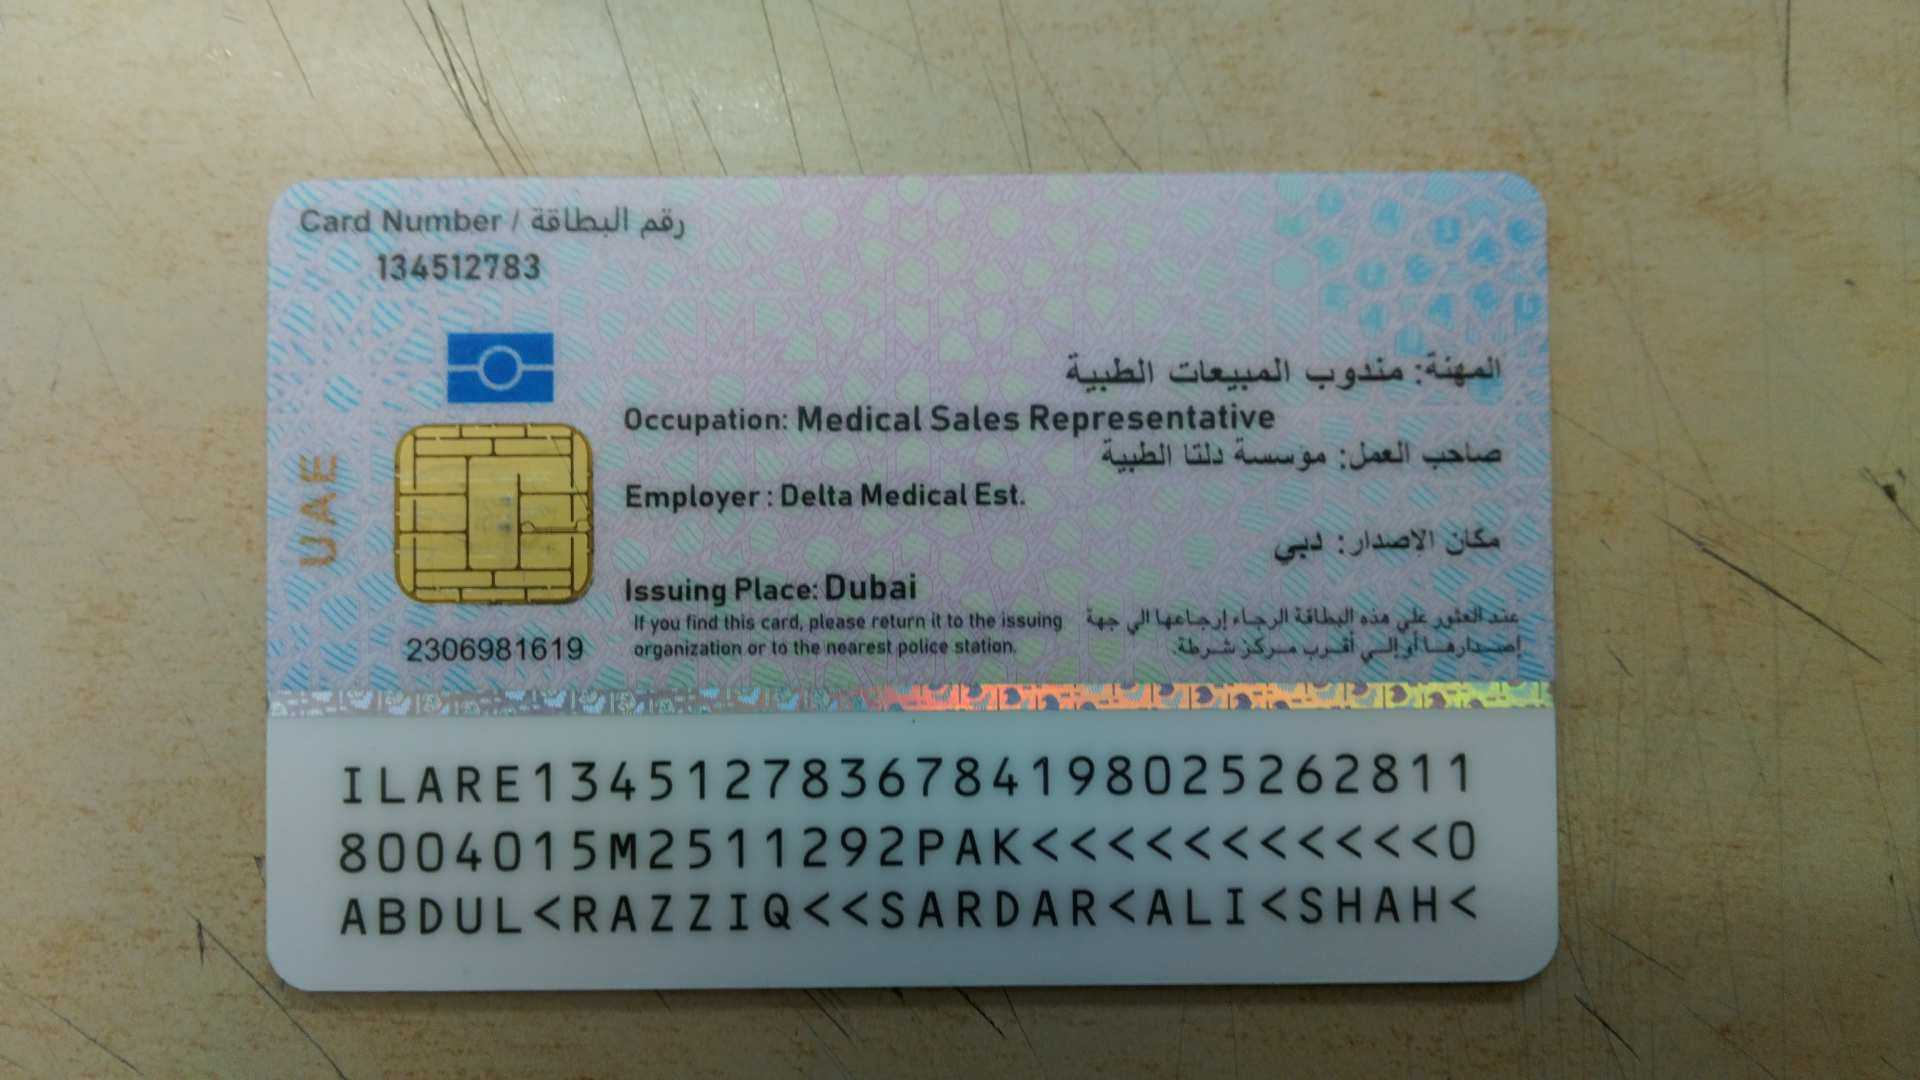 Card Number / رقم البطاقة
134512783
المهنة: مندوب المبيعات الطبية
Occupation: Medical Sales Representative
صاحب العمل: مؤسسة دلتا الطبية
Employer : Delta Medical Est.
مكان الاصدار: دبي
Issuing Place: Dubai
UAE
If you find this card, please return it to the issuing
organization or to the nearest police station.
عند العثور على هذه البطاقة الرجاء إرجاعها الي جهة
إصدارها أو إلى أقرب مركز شرطة.
2306981619
ILARE1345127836784198025262811
8004015M2511292PAK<<<<<<<<<<<0
ABDUL<RAZZIQ<<SARDAR<ALI<SHAH<